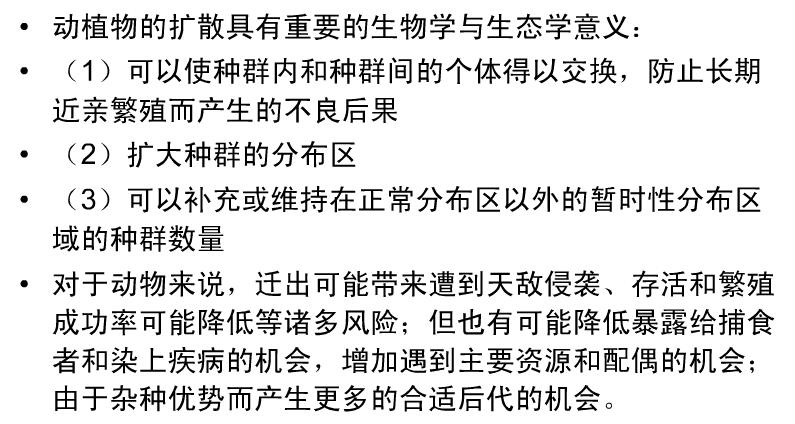 • 动植物的扩散具有重要的生物学与生态学意义：
• （1）可以使种群内和种群间的个体得以交换，防止长期
近亲繁殖而产生的不良后果
• （2）扩大种群的分布区
• （3）可以补充或维持在正常分布区以外的暂时性分布区
域的种群数量
• 对于动物来说，迁出可能带来遭到天敌侵袭、存活和繁殖
成功率可能降低等诸多风险；但也有可能降低暴露给捕食
者和染上疾病的机会，增加遇到主要资源和配偶的机会；
由于杂种优势而产生更多的合适后代的机会。